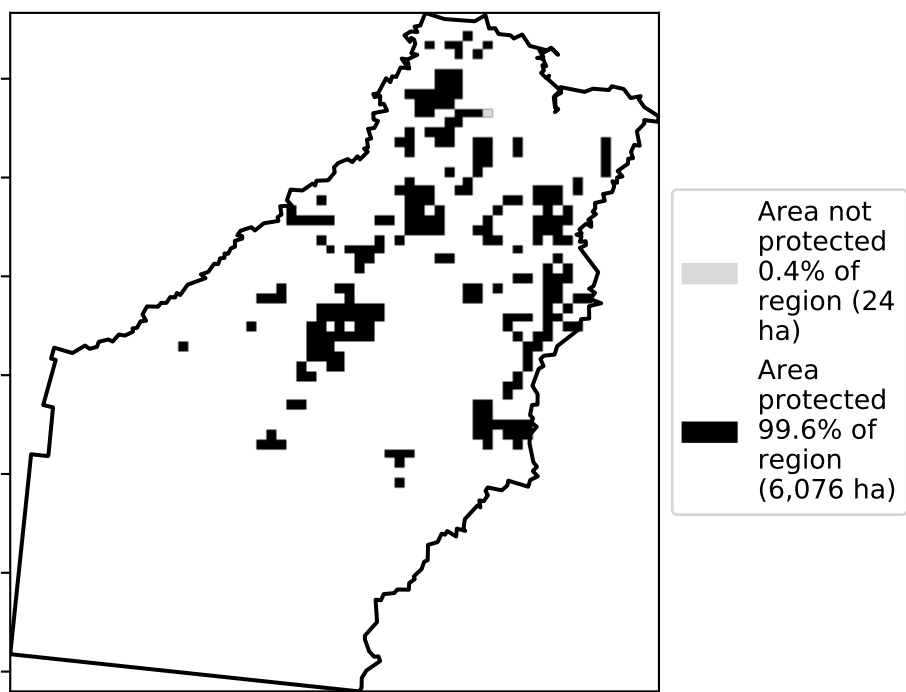 Area not
protected
0.4% of
region (24
ha)
Area
protected
99.6% of
region
(6,076 ha)